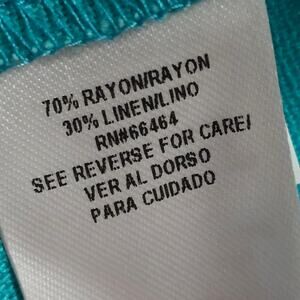 70% RAYON/RAYON
30% LINEN/LINO
RN#66464
SEE REVERSE FOR CARE/
VER AL DORSO
PARA CUIDADO